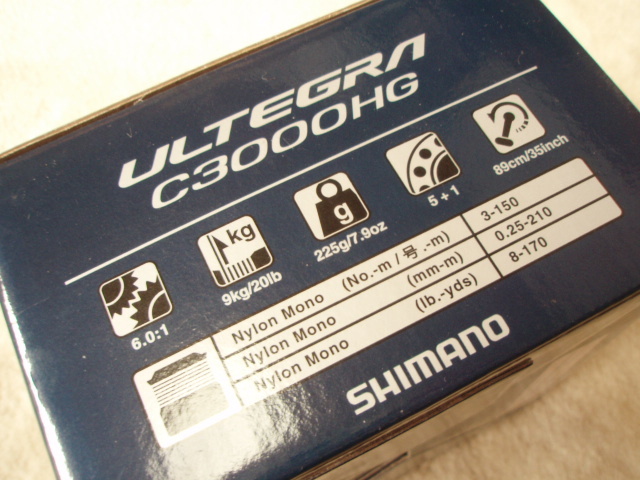 ULTEGRA
C3000HG
6.0:1
kg
9kg/20lb
g
225g/7.9oz
5+1
89cm/35inch
Nylon Mono (No.-m/号.-m) 3-150
Nylon Mono (mm-m) 0.25-210
Nylon Mono (lb.-yds) 8-170
SHIMANO